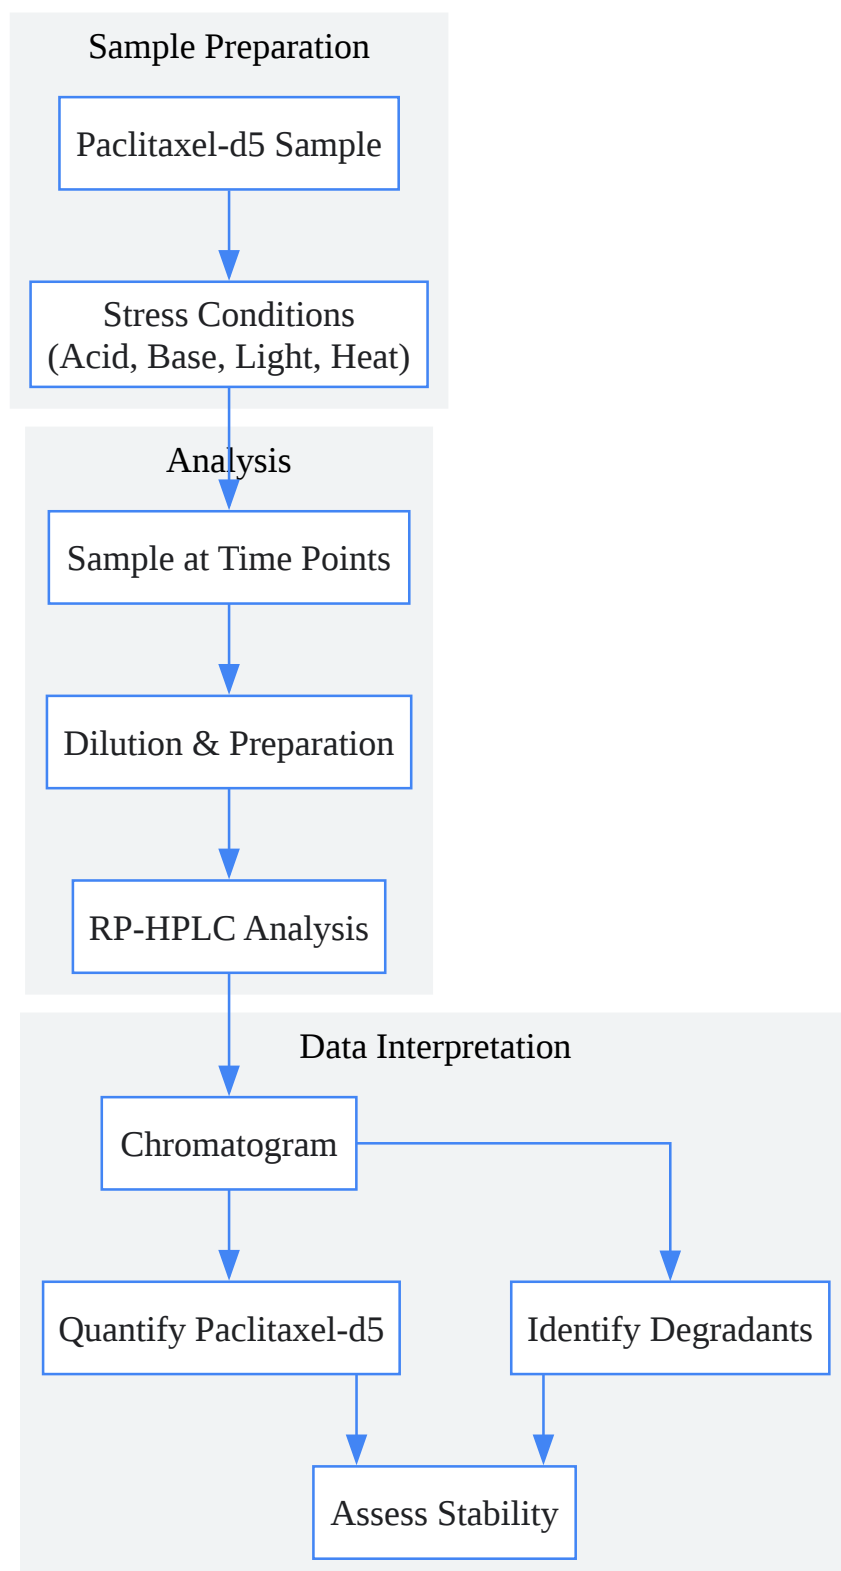 Sample Preparation
Paclitaxel-d5 Sample
Stress Conditions
(Acid, Base, Light, Heat)
Analysis
Sample at Time Points
Dilution & Preparation
RP-HPLC Analysis
Data Interpretation
Chromatogram
Quantify Paclitaxel-d5
Identify Degradants
Assess Stability